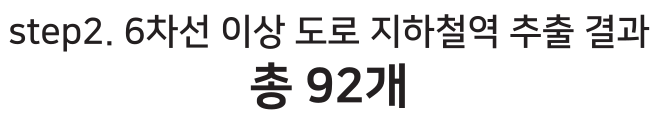 step2. 6차선 이상 도로 지하철역 추출 결과
총 92개